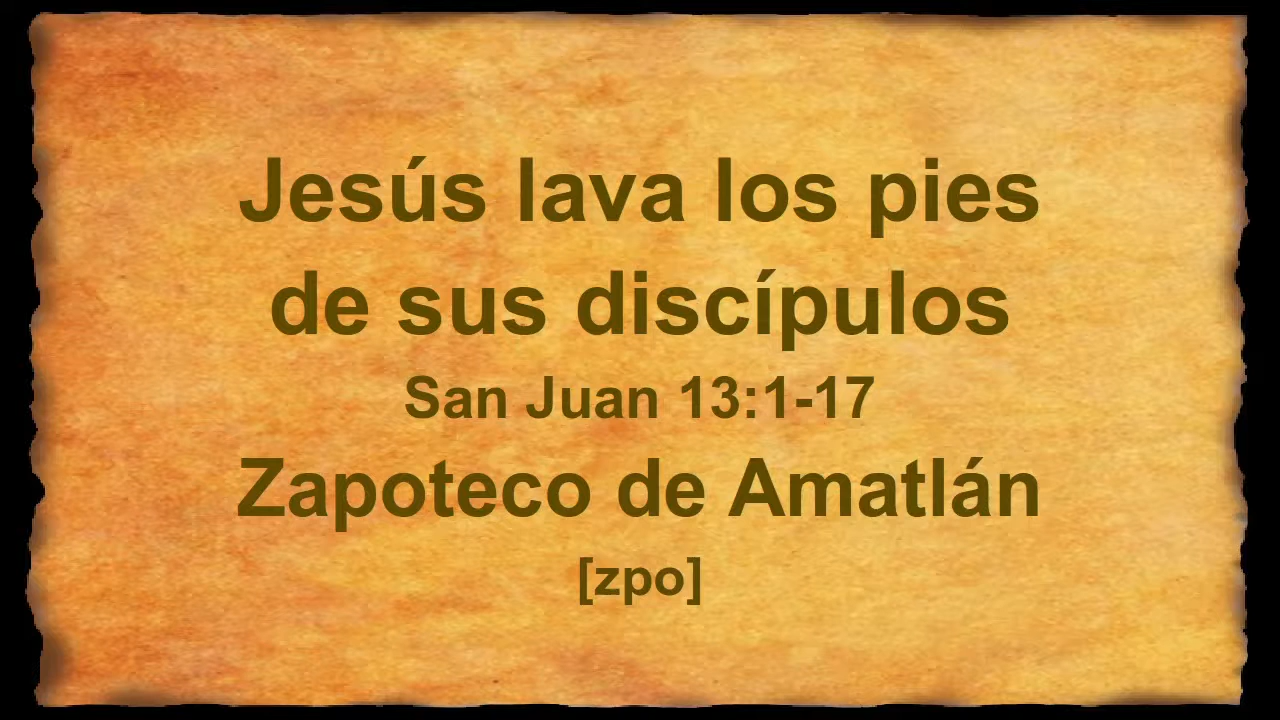 Jesús lava los pies
de sus discípulos
San Juan 13:1-17
Zapoteco de Amatlán
[zpo]